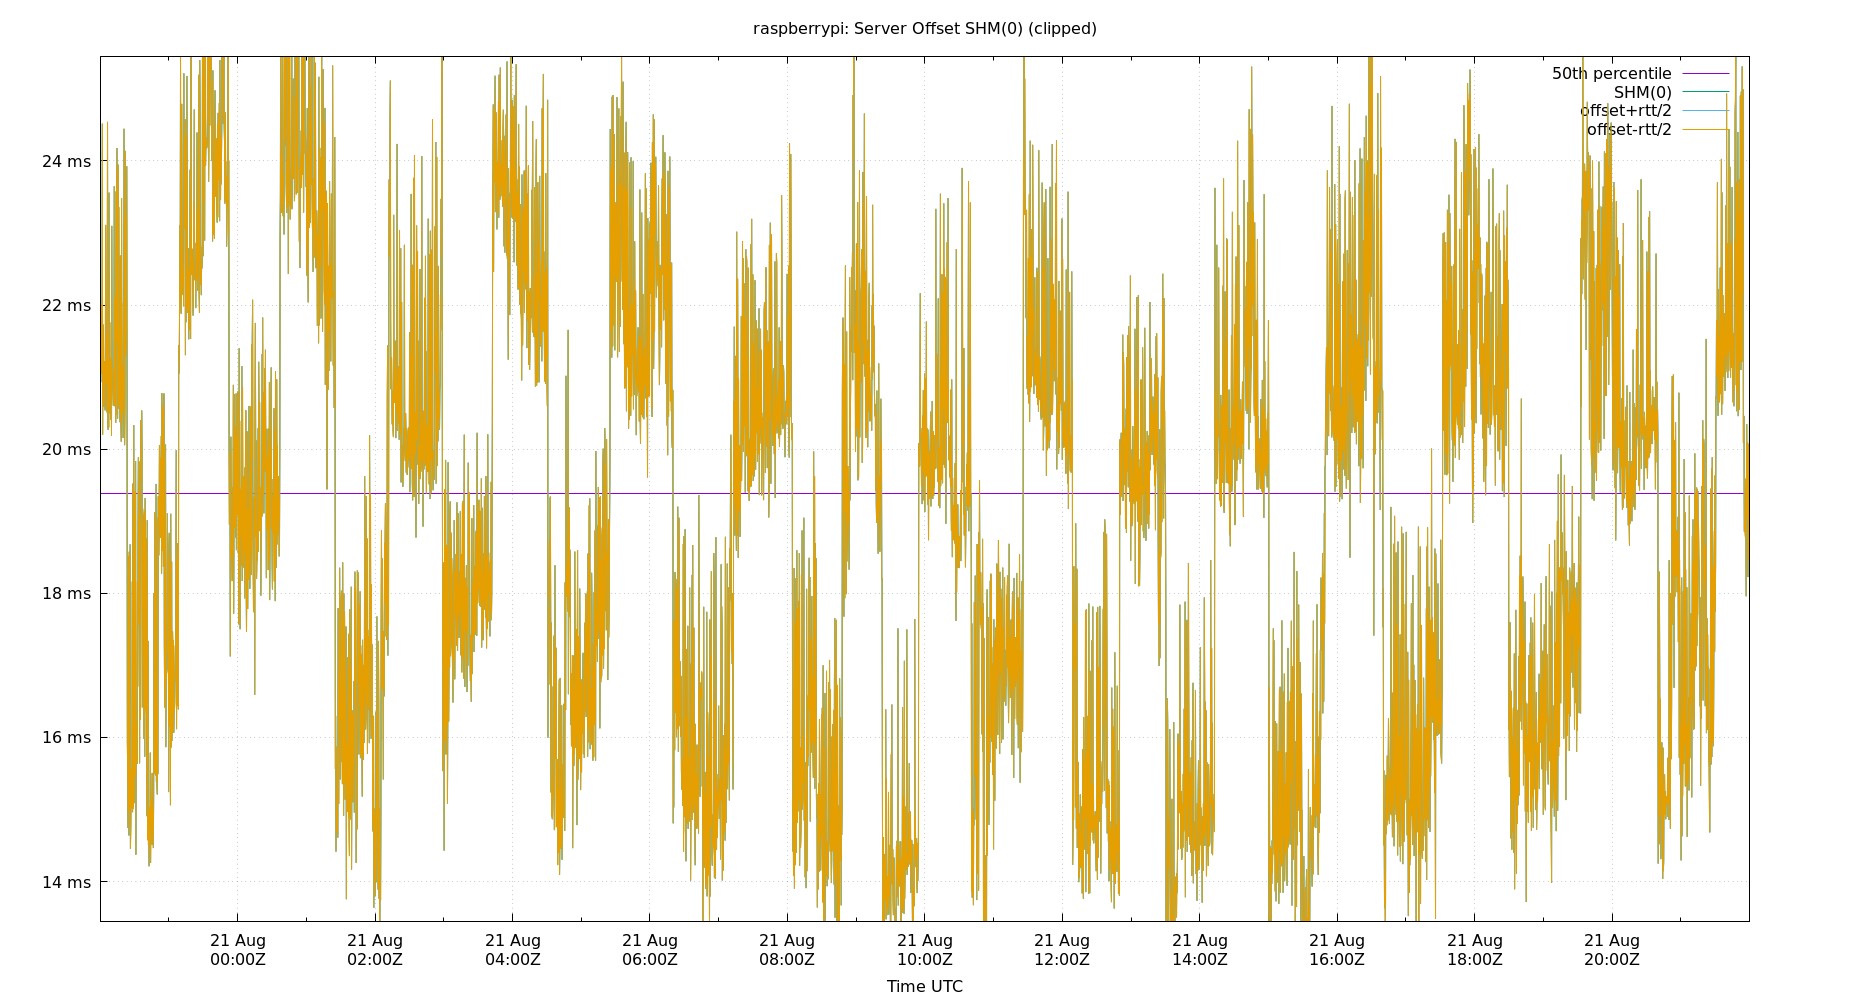 raspberrypi: Server Offset SHM(0) (clipped)
50th percentile
SHM(0)
offset+rtt/2
offset-rtt/2
24 ms
22 ms
20 ms
18 ms
16 ms
14 ms
21 Aug 21 Aug 21 Aug 21 Aug 21 Aug 21 Aug 21 Aug 21 Aug 21 Aug 21 Aug 21 Aug
00:00Z 02:00Z 04:00Z 06:00Z 08:00Z 10:00Z 12:00Z 14:00Z 16:00Z 18:00Z 20:00Z
Time UTC